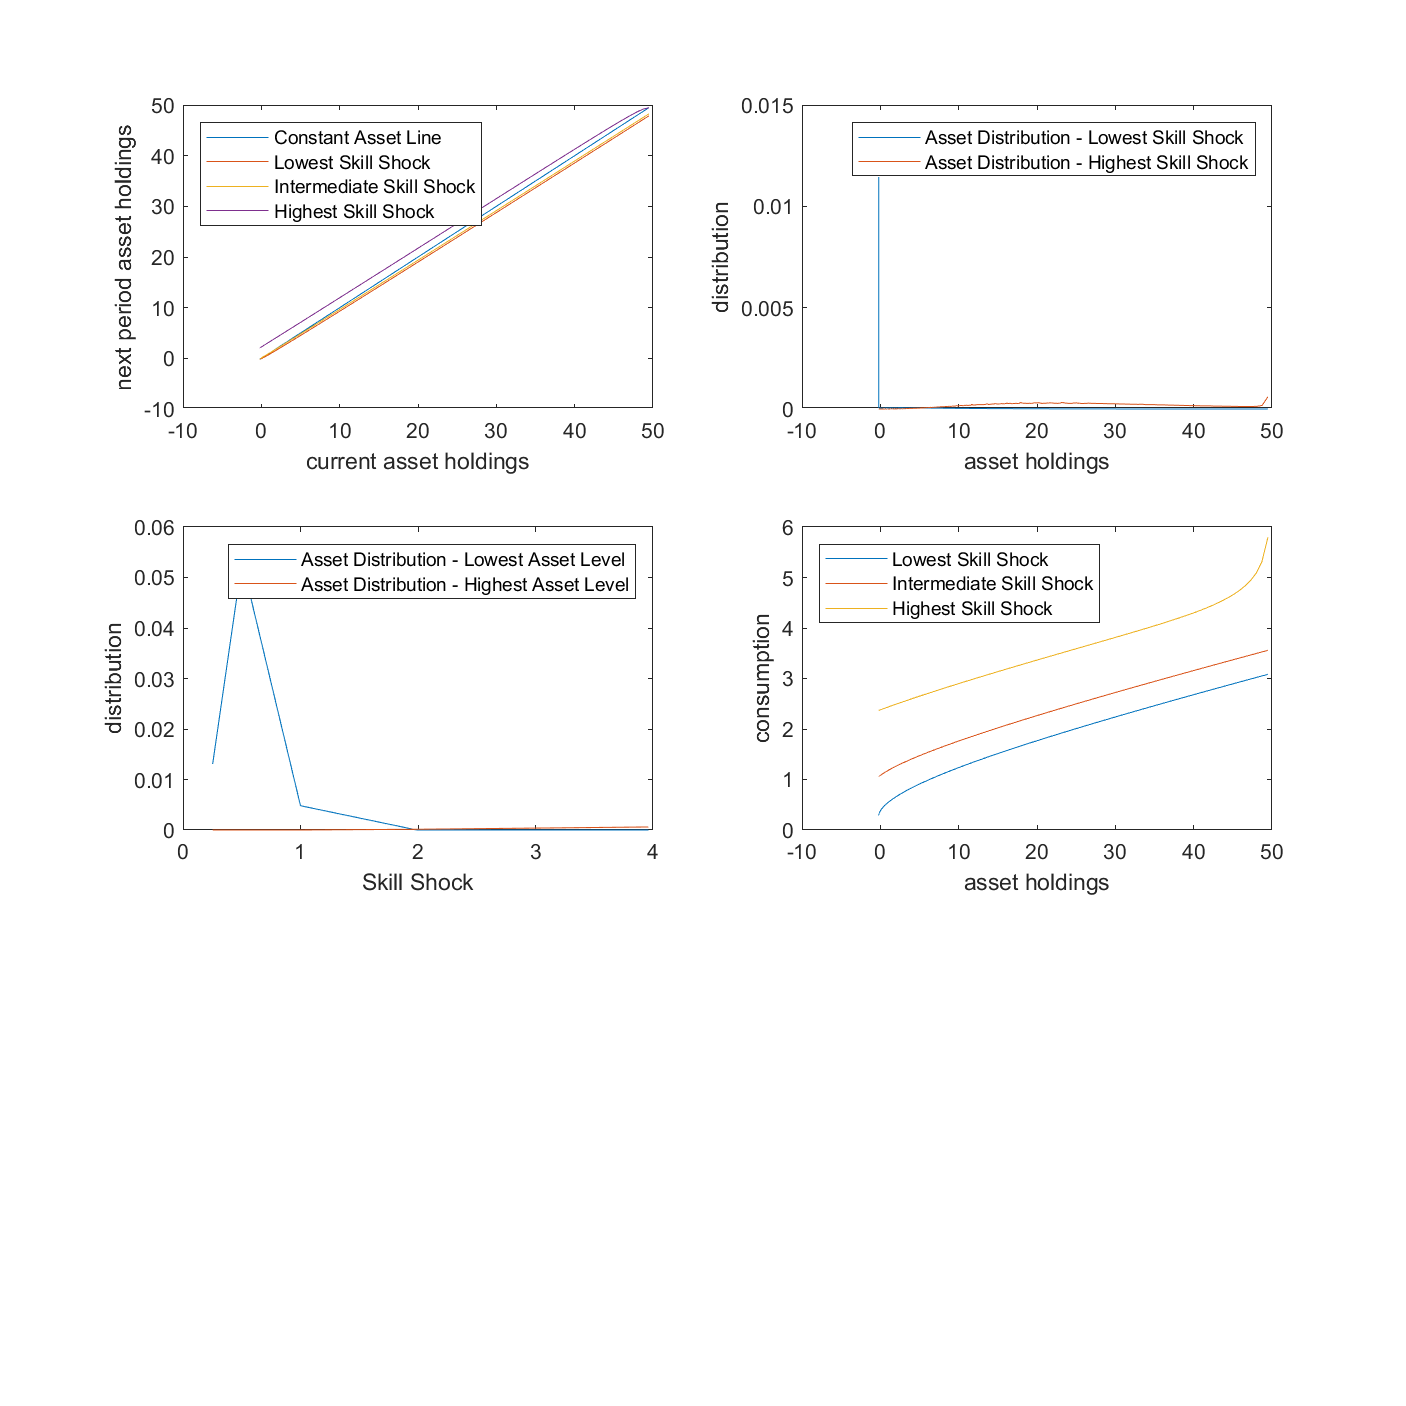 50
40
30
20
10
0
-10
-10 0 10 20 30 40 50
next period asset holdings
current asset holdings
Constant Asset Line
Lowest Skill Shock
Intermediate Skill Shock
Highest Skill Shock
0.015
0.01
0.005
0
-10 0 10 20 30 40 50
distribution
asset holdings
Asset Distribution - Lowest Skill Shock
Asset Distribution - Highest Skill Shock
0.06
0.05
0.04
0.03
0.02
0.01
0
0 1 2 3 4
distribution
Skill Shock
Asset Distribution - Lowest Asset Level
Asset Distribution - Highest Asset Level
6
5
4
3
2
1
0
-10 0 10 20 30 40 50
consumption
asset holdings
Lowest Skill Shock
Intermediate Skill Shock
Highest Skill Shock